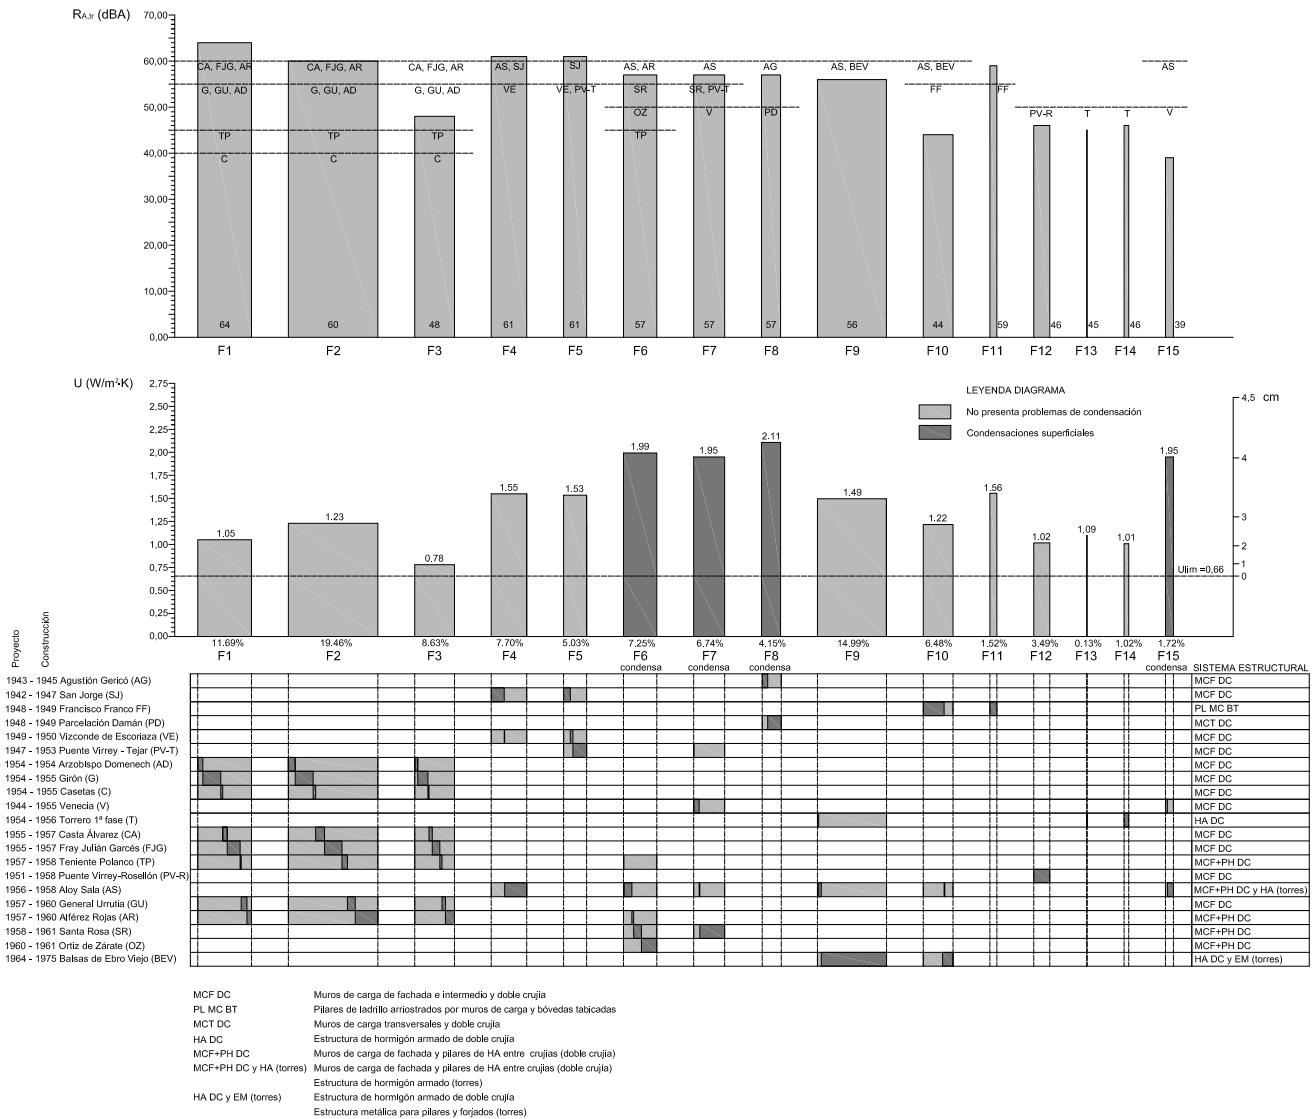 R A,tr (dBA)
70,00
60,00
50,00
40,00
30,00
20,00
10,00
0,00
CA, FJG, AR
CA, FJG, AR
CA, FJG, AR
AS, SJ
SJ
AS, AR
AS
AG
AS, BEV
AS, BEV
AS
G, GU, AD
G, GU, AD
G, GU, AD
VE
VE, PV-T
SR
SR, PV-T
FF
FF
OZ
V
PD
PV-R
T
T
V
TP
TP
TP
TP
C
C
C
64
60
48
61
61
57
57
57
56
44
59
46
45
46
39
F1
F2
F3
F4
F5
F6
F7
F8
F9
F10
F11
F12
F13
F14
F15
U (W/m²·K)
2,75
2,50
2,25
2,00
1,75
1,50
1,25
1,00
0,75
0,50
0,25
0,00
LEYENDA DIAGRAMA
No presenta problemas de condensación
Condensaciones superficiales
4,5 cm
4
3
2
1
0
Ulim =0,66
1.05
1.23
0.78
1.55
1.53
1.99
1.95
2.11
1.49
1.22
1.56
1.02
1.09
1.01
1.95
11.69%
19.46%
8.63%
7.70%
5.03%
7.25%
6.74%
4.15%
14.99%
6.48%
1.52%
3.49%
0.13%
1.02%
1.72%
F1
F2
F3
F4
F5
F6
F7
F8
F9
F10
F11
F12
F13
F14
F15
condensa
condensa
condensa
condensa
Proyecto
Construcción
SISTEMA ESTRUCTURAL
1943 - 1945 Agustión Gericó (AG) MCF DC
1942 - 1947 San Jorge (SJ) MCF DC
1948 - 1949 Francisco Franco FF) PL MC BT
1948 - 1949 Parcelación Damán (PD) MCT DC
1949 - 1950 Vizconde de Escoriaza (VE) MCF DC
1947 - 1953 Puente Virrey - Tejar (PV-T) MCF DC
1954 - 1954 Arzobispo Domenech (AD) MCF DC
1954 - 1955 Girón (G) MCF DC
1954 - 1955 Casetas (C) MCF DC
1944 - 1955 Venecia (V) MCF DC
1954 - 1956 Torrero 1ª fase (T) HA DC
1955 - 1957 Casta Álvarez (CA) MCF DC
1955 - 1957 Fray Julián Garcés (FJG) MCF DC
1957 - 1958 Teniente Polanco (TP) MCF+PH DC
1951 - 1958 Puente Virrey-Rosellón (PV-R) MCF DC
1956 - 1958 Aloy Sala (AS) MCF+PH DC y HA (torres)
1957 - 1960 General Urrutia (GU) MCF DC
1957 - 1960 Alférez Rojas (AR) MCF+PH DC
1958 - 1961 Santa Rosa (SR) MCF+PH DC
1960 - 1961 Ortiz de Zárate (OZ) MCF+PH DC
1964 - 1975 Balsas de Ebro Viejo (BEV) HA DC y EM (torres)
MCF DC Muros de carga de fachada e intermedio y doble crujía
PL MC BT Pilares de ladrillo arriostrados por muros de carga y bóvedas tabicadas
MCT DC Muros de carga transversales y doble crujía
HA DC Estructura de hormigón armado de doble crujía
MCF+PH DC Muros de carga de fachada y pilares de HA entre crujias (doble crujía)
MCF+PH DC y HA (torres) Muros de carga de fachada y pilares de HA entre crujias (doble crujía)
Estructura de hormigón armado (torres)
HA DC y EM (torres) Estructura de hormigón armado de doble crujía
Estructura metálica para pilares y forjados (torres)